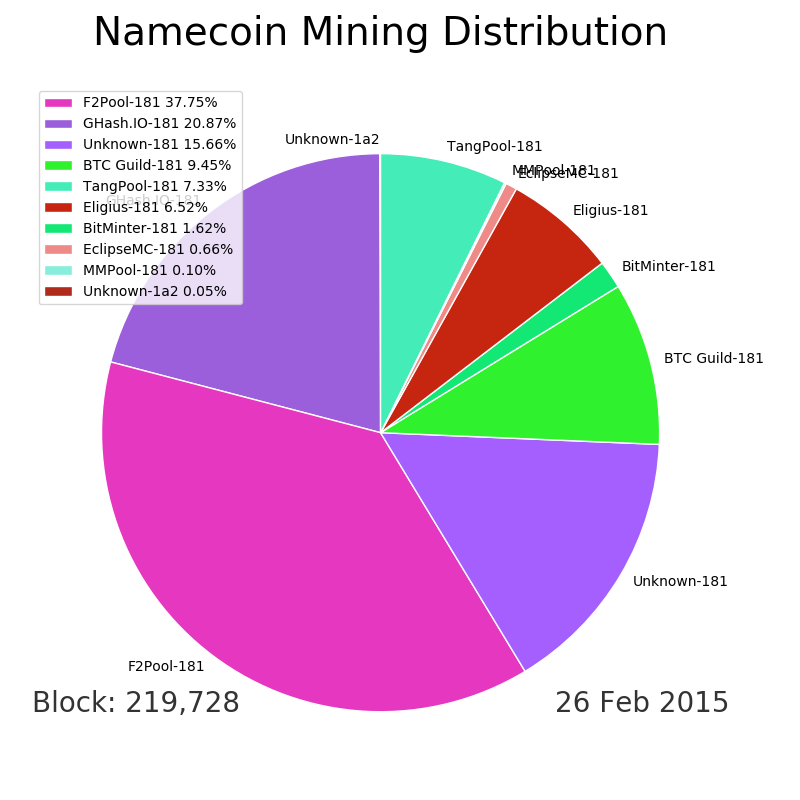 Namecoin Mining Distribution
F2Pool-181 37.75%
GHash.IO-181 20.87%
Unknown-181 15.66%
BTC Guild-181 9.45%
TangPool-181 7.33%
Eligius-181 6.52%
BitMinter-181 1.62%
EclipseMC-181 0.66%
MMPool-181 0.10%
Unknown-1a2 0.05%
Unknown-1a2
TangPool-181
MMPool-181
EclipseMC-181
GHash.IO-181
Eligius-181
BitMinter-181
BTC Guild-181
Unknown-181
F2Pool-181
Block: 219,728
26 Feb 2015